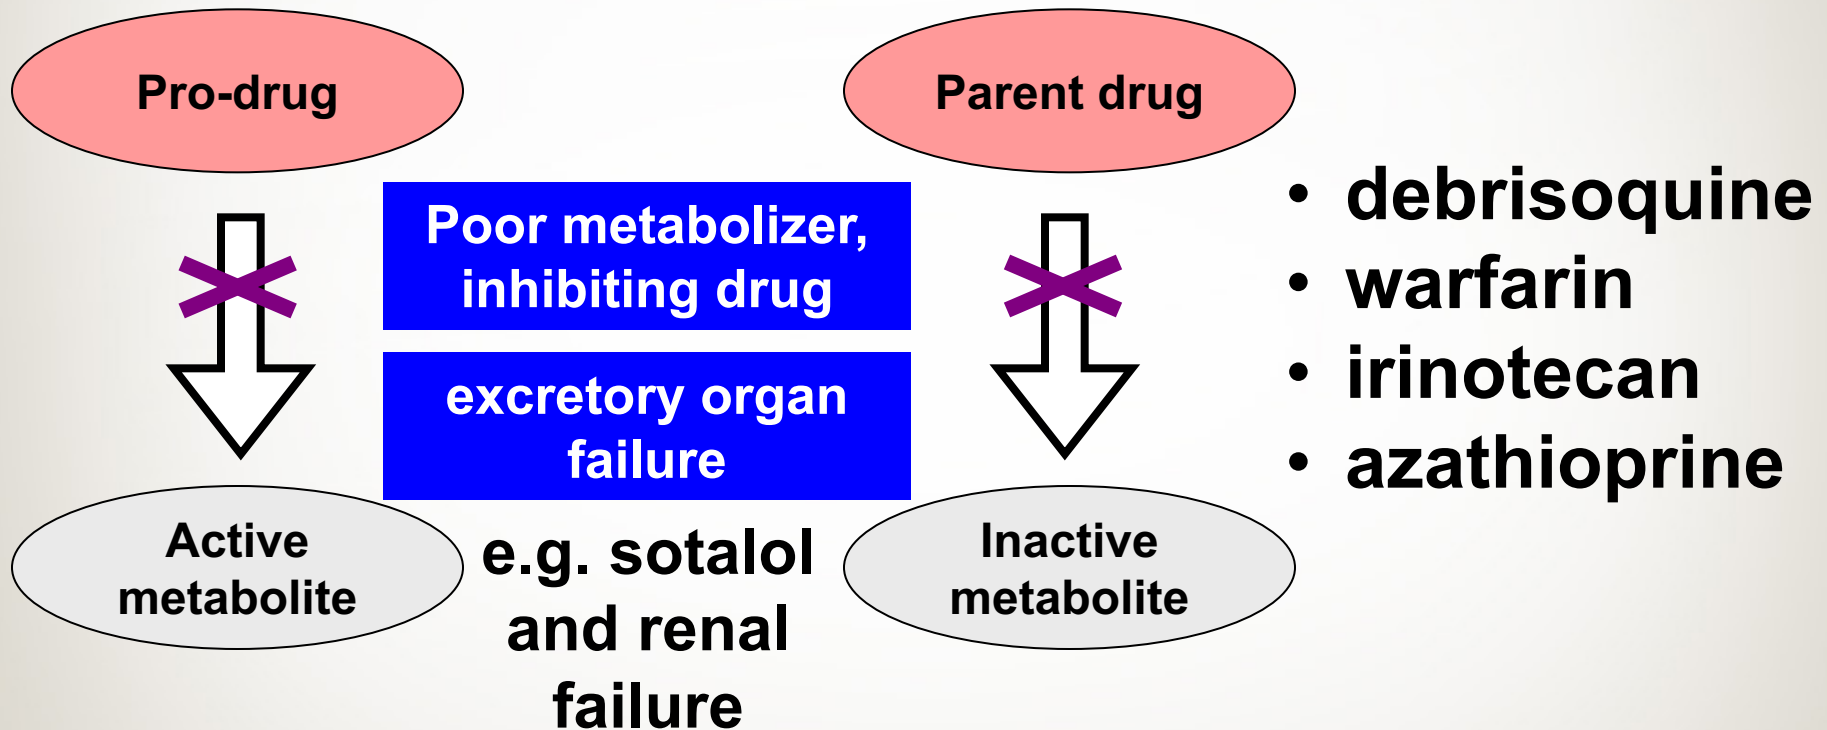 Pro-drug
Parent drug
Poor metabolizer,
inhibiting drug
excretory organ
failure
Active
metabolite
e.g. sotalol
and renal
failure
Inactive
metabolite
• debrisoquine
• warfarin
• irinotecan
• azathioprine